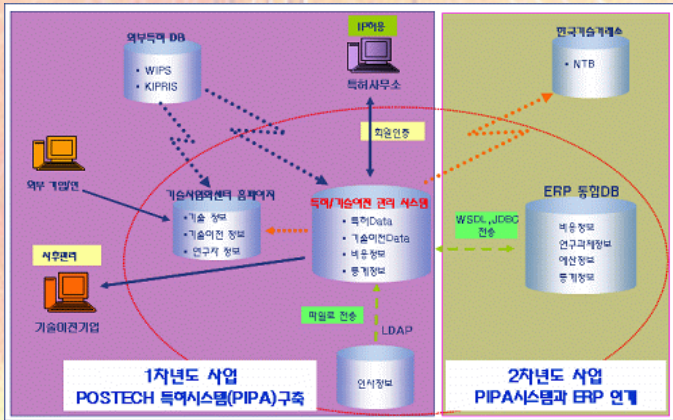 외부특허 DB
• WIPS
• KIPRIS
IP허용
특허사무소
한국기술거래소
• NTB
회원인증
외부 기업/인
기술사업화센터 홈페이지
•기술 정보
•기술이전 정보
•연구자 정보
특허/기술이전 관리 시스템
• 특허Data
• 기술이전Data
• 비용정보
• 통계정보
WSDL,JDBC
전송
ERP 통합DB
비용정보
연구과제정보
예산정보
통계정보
사후관리
기술이전기업
파일로 전송
LDAP
인사정보
1차년도 사업
POSTECH 특허시스템(PIPA)구축
2차년도 사업
PIPA시스템과 ERP 연계